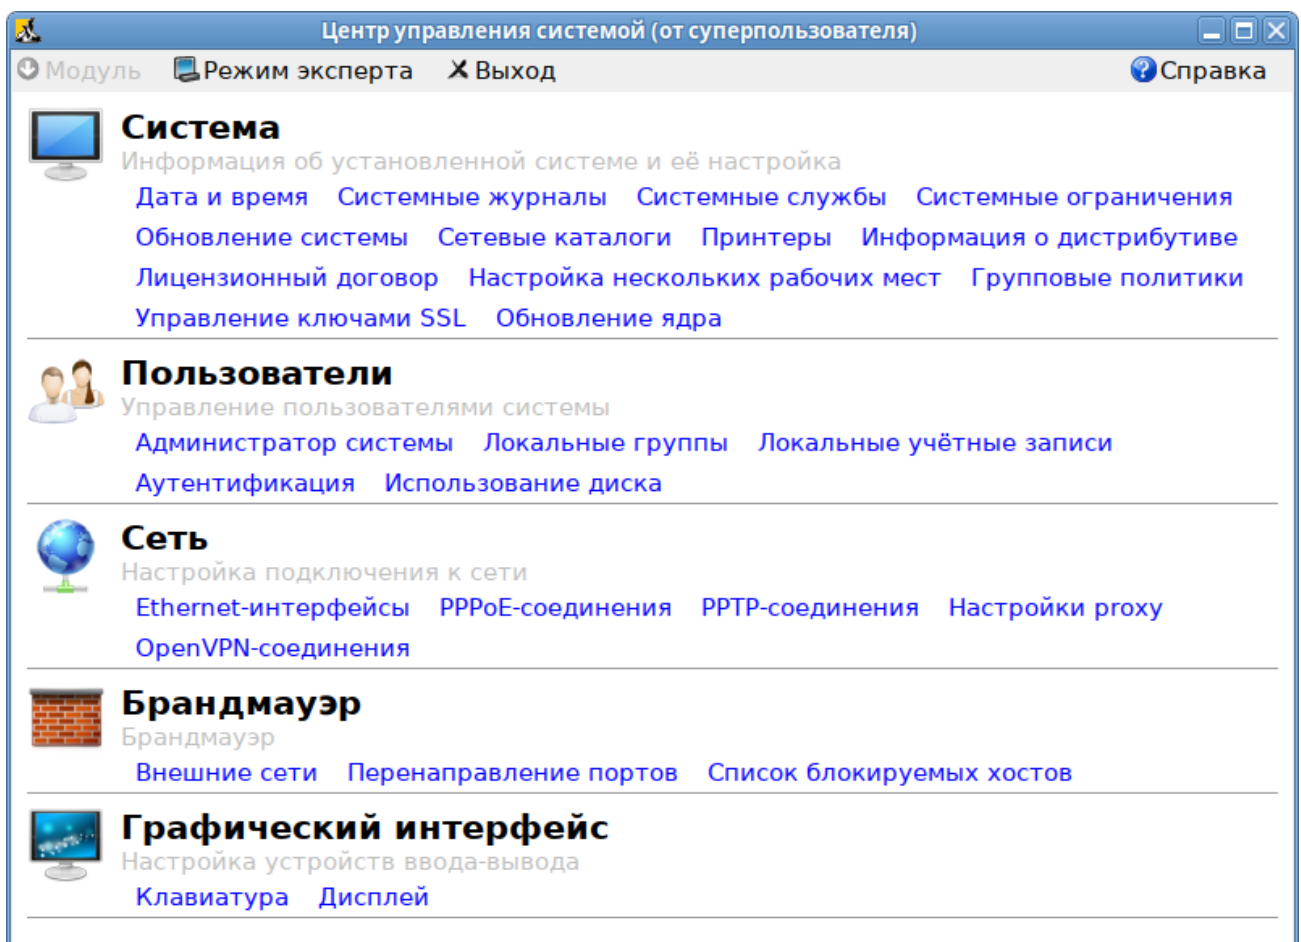 Центр управления системой (от суперпользователя)
Модуль Режим эксперта Выход Справка
Система
Информация об установленной системе и её настройка
Дата и время Системные журналы Системные службы Системные ограничения
Обновление системы Сетевые каталоги Принтеры Информация о дистрибутиве
Лицензионный договор Настройка нескольких рабочих мест Групповые политики
Управление ключами SSL Обновление ядра
Пользователи
Управление пользователями системы
Администратор системы Локальные группы Локальные учётные записи
Аутентификация Использование диска
Сеть
Настройка подключения к сети
Ethernet-интерфейсы PPPoE-соединения PPTP-соединения Настройки proxy
OpenVPN-соединения
Брандмауэр
Брандмауэр
Внешние сети Перенаправление портов Список блокируемых хостов
Графический интерфейс
Настройка устройств ввода-вывода
Клавиатура Дисплей